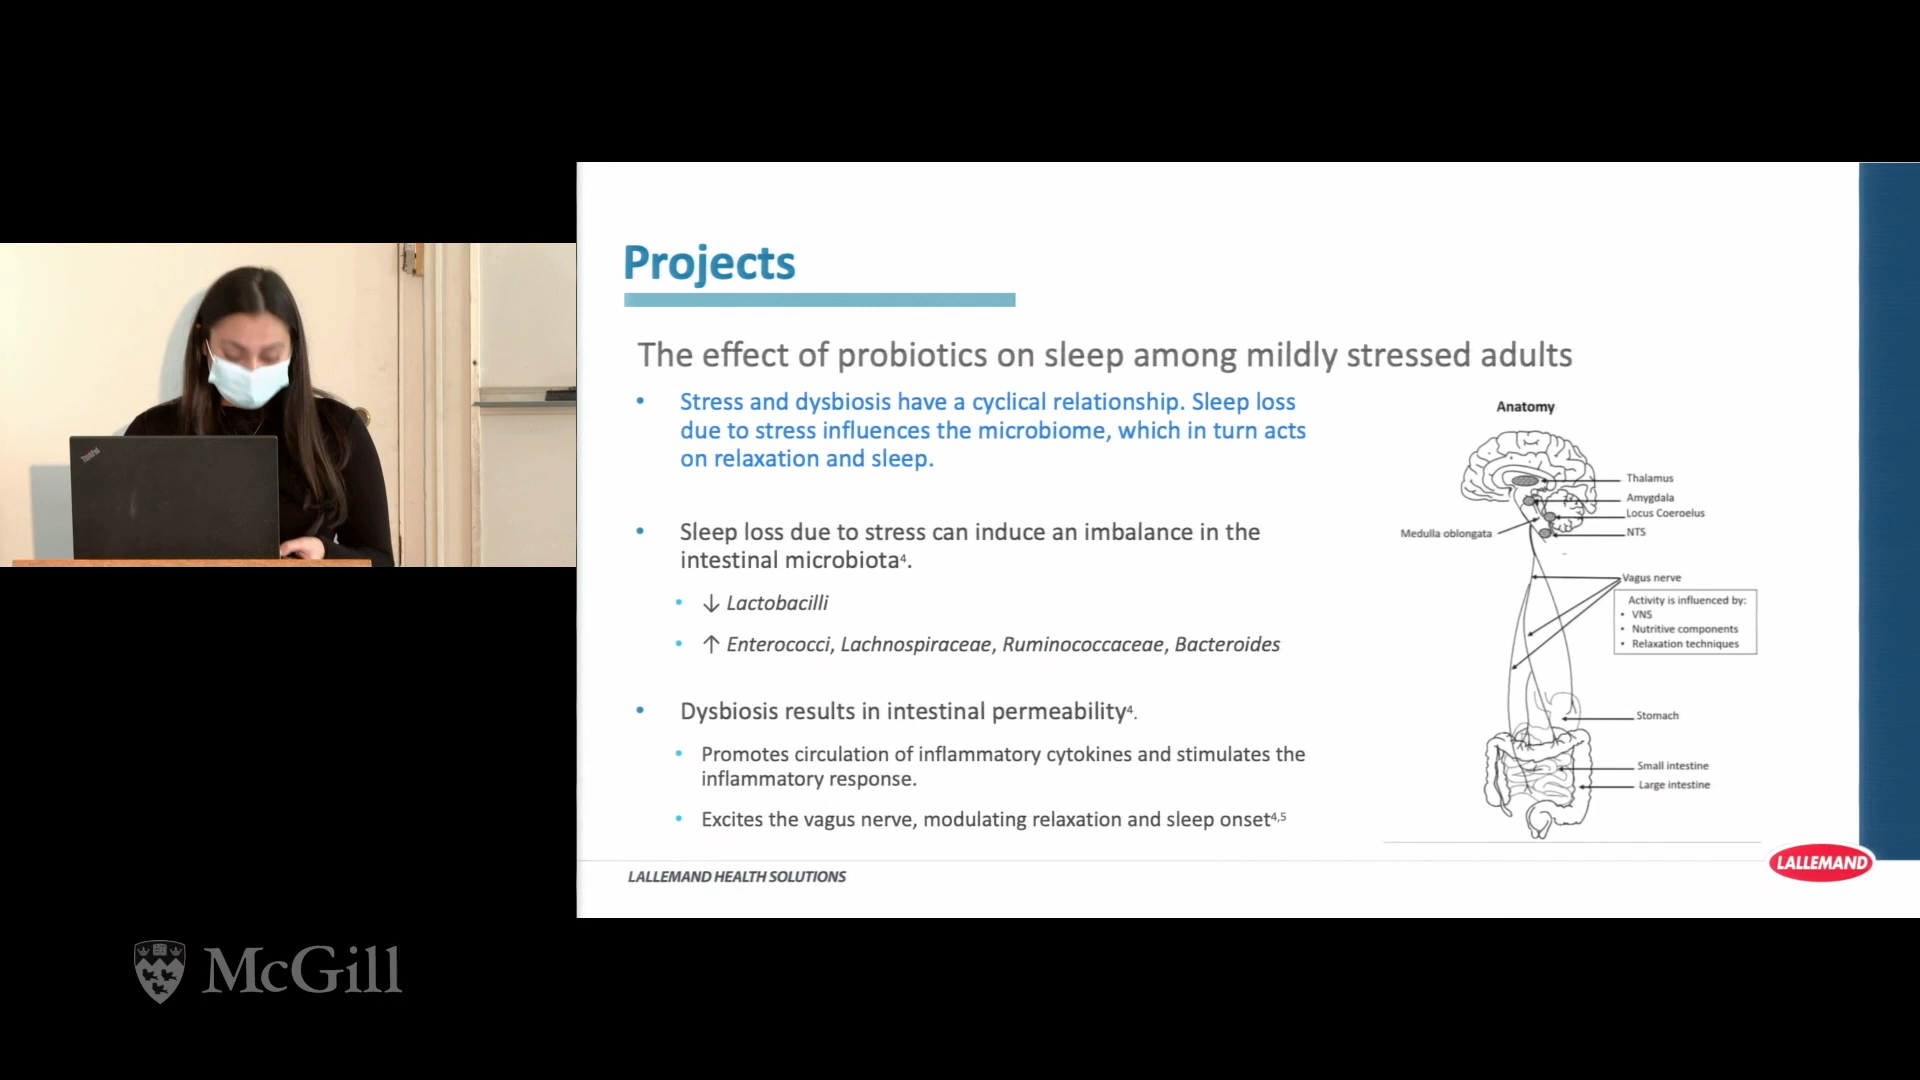 Projects
The effect of probiotics on sleep among mildly stressed adults
• Stress and dysbiosis have a cyclical relationship. Sleep loss
due to stress influences the microbiome, which in turn acts
on relaxation and sleep.
• Sleep loss due to stress can induce an imbalance in the
intestinal microbiota⁴.
• ↓ Lactobacilli
• ↑ Enterococci, Lachnospiraceae, Ruminococcaceae, Bacteroides
• Dysbiosis results in intestinal permeability⁴.
• Promotes circulation of inflammatory cytokines and stimulates the
inflammatory response.
• Excites the vagus nerve, modulating relaxation and sleep onset⁴,⁵
Anatomy
Thalamus
Amygdala
Locus Coeroelus
Medulla oblongata
NTS
Vagus nerve
Activity is influenced by:
• VNS
• Nutritive components
• Relaxation techniques
Stomach
Small intestine
Large intestine
LALLEMAND HEALTH SOLUTIONS
LALLEMAND
ThinkPad
McGill